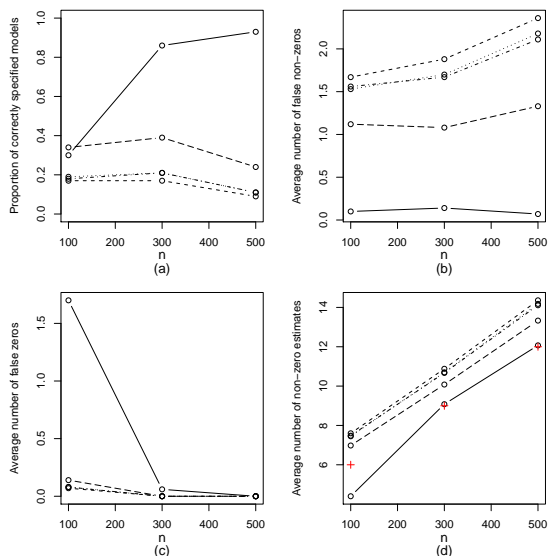 Proportion of correctly specified models
0.0 0.2 0.4 0.6 0.8 1.0
100 200 300 400 500
n
(a)
Average number of false non−zeros
0.0 0.5 1.0 1.5 2.0
100 200 300 400 500
n
(b)
Average number of false zeros
0.0 0.5 1.0 1.5
100 200 300 400 500
n
(c)
Average number of non−zero estimates
6 8 10 12 14
100 200 300 400 500
n
(d)